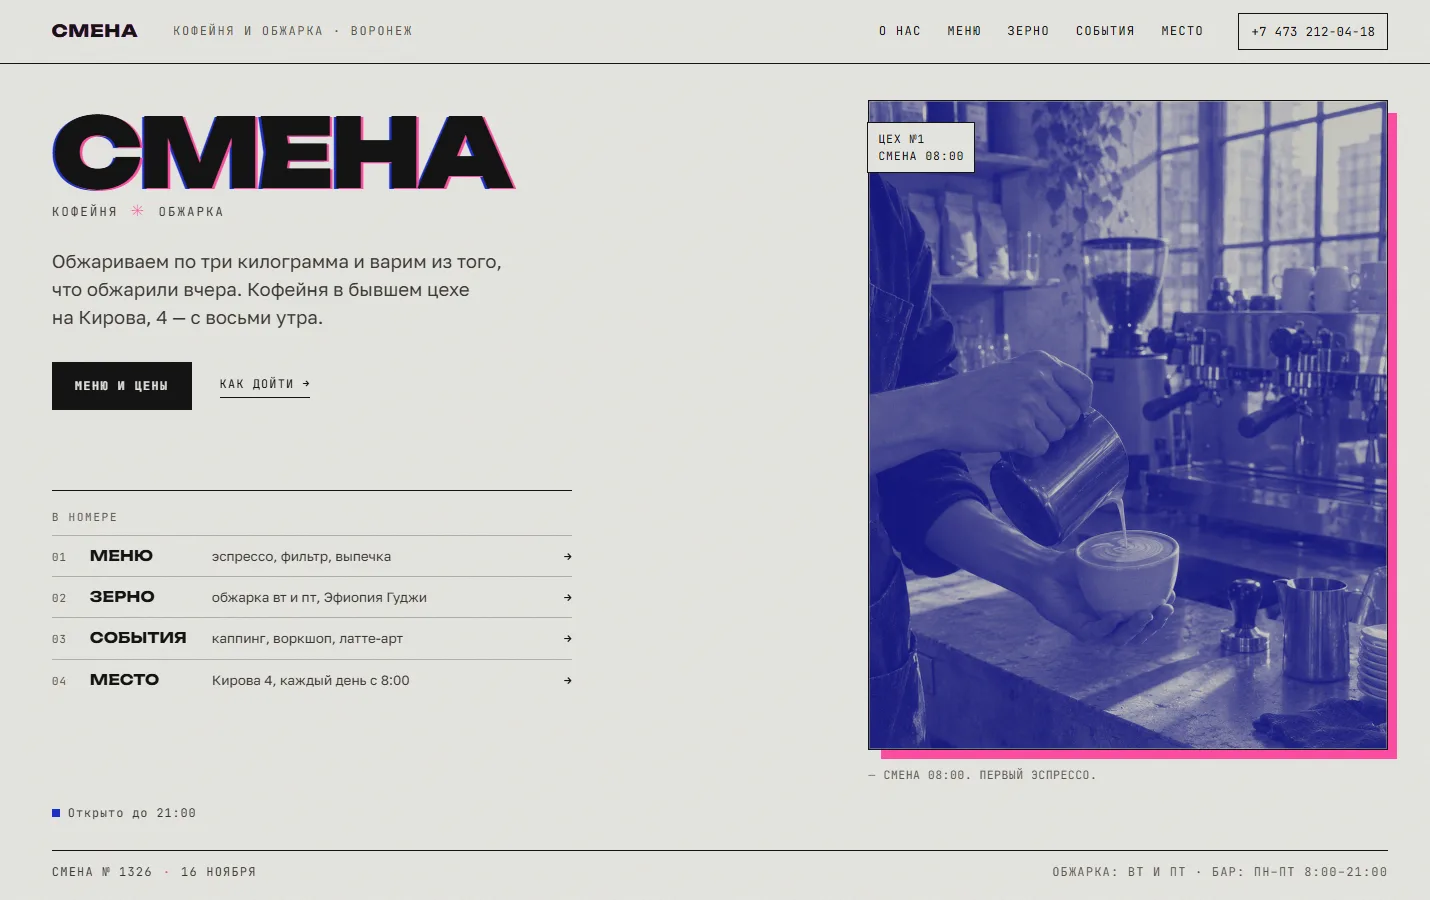 СМЕНА
КОФЕЙНЯ И ОБЖАРКА · ВОРОНЕЖ
О НАС
МЕНЮ
ЗЕРНО
СОБЫТИЯ
МЕСТО
+7 473 212-04-18
СМЕНА
КОФЕЙНЯ ✳ ОБЖАРКА
Обжариваем по три килограмма и варим из того,
что обжарили вчера. Кофейня в бывшем цехе
на Кирова, 4 — с восьми утра.
МЕНЮ И ЦЕНЫ
КАК ДОЙТИ →
В НОМЕРЕ
01 МЕНЮ эспрессо, фильтр, выпечка →
02 ЗЕРНО обжарка вт и пт, Эфиопия Гуджи →
03 СОБЫТИЯ каппинг, воркшоп, латте-арт →
04 МЕСТО Кирова 4, каждый день с 8:00 →
ЦЕХ №1
СМЕНА 08:00
— СМЕНА 08:00. ПЕРВЫЙ ЭСПРЕССО.
Открыто до 21:00
СМЕНА № 1326 · 16 НОЯБРЯ
ОБЖАРКА: ВТ И ПТ · БАР: ПН–ПТ 8:00–21:00